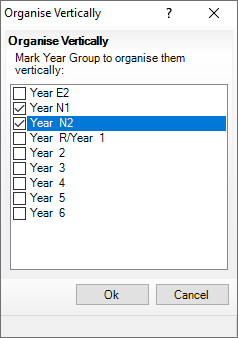 Organise Vertically
?
Organise Vertically
Mark Year Group to organise them
vertically:
Year E2
Year N1
Year  N2
Year  R/Year  1
Year  2
Year  3
Year  4
Year  5
Year  6
Ok
Cancel